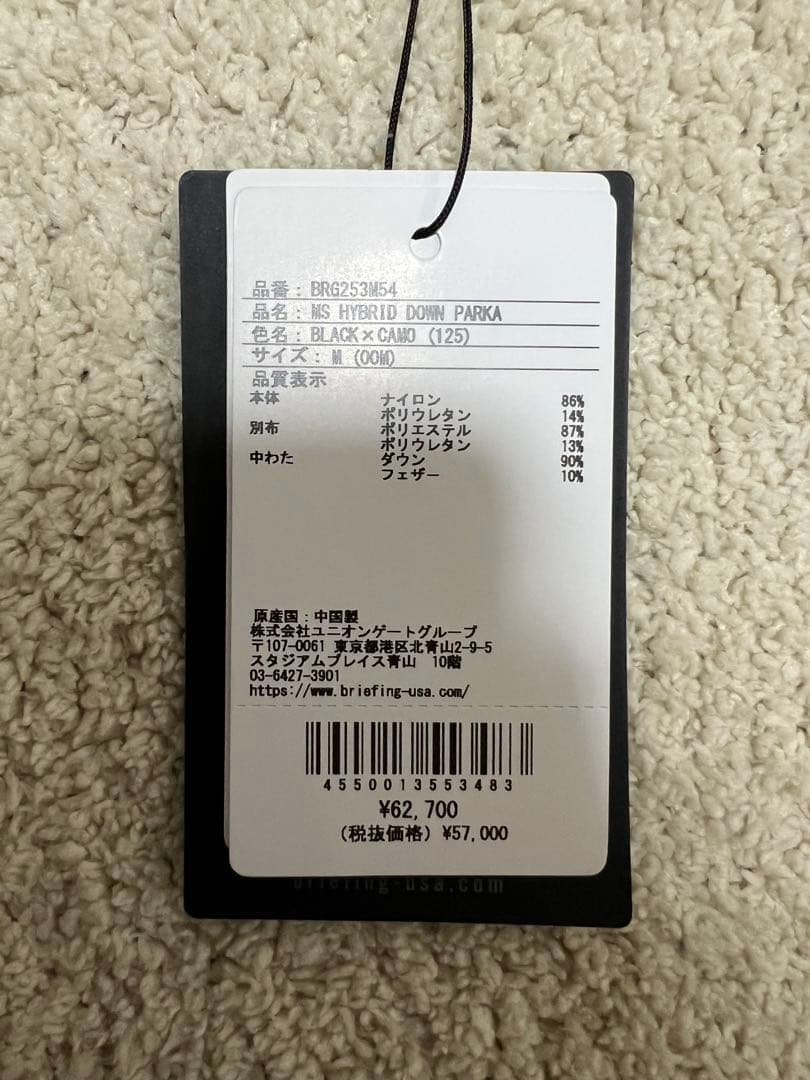 品番：BRG253M54
品名：MS HYBRID DOWN PARKA
色名：BLACK×CAMO (125)
サイズ：M (00M)
品質表示
本体 ナイロン 86%
ポリウレタン 14%
別布 ポリエステル 87%
ポリウレタン 13%
中わた ダウン 90%
フェザー 10%
原産国：中国製
株式会社ユニオンゲートグループ
〒107-0061 東京都港区北青山2-9-5
スタジアムプレイス青山 10階
03-6427-3901
https://www.briefing-usa.com/
4550013553483
¥62,700
(税抜価格) ¥57,000
briefing-usa.com